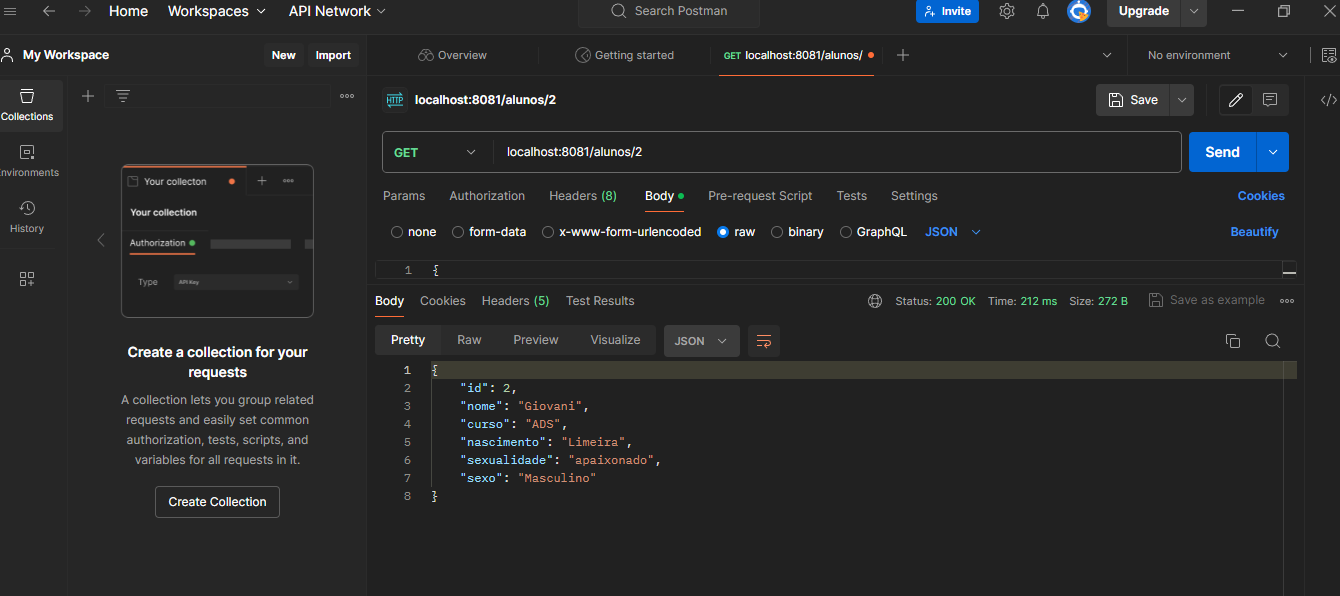 Home Workspaces API Network Search Postman Invite Upgrade
My Workspace New Import Overview Getting started GET localhost:8081/alunos/ No environment
Collections
nvironments
History
Your collecton
Your collection
Authorization
Type API Key
Create a collection for your
requests
A collection lets you group related
requests and easily set common
authorization, tests, scripts, and
variables for all requests in it.
Create Collection
HTTP localhost:8081/alunos/2 Save
GET localhost:8081/alunos/2 Send
Params Authorization Headers (8) Body Pre-request Script Tests Settings Cookies
none form-data x-www-form-urlencoded raw binary GraphQL JSON Beautify
1 {
Body Cookies Headers (5) Test Results Status: 200 OK Time: 212 ms Size: 272 B Save as example
Pretty Raw Preview Visualize JSON
1 {
2 "id": 2,
3 "nome": "Giovani",
4 "curso": "ADS",
5 "nascimento": "Limeira",
6 "sexualidade": "apaixonado",
7 "sexo": "Masculino"
8 }